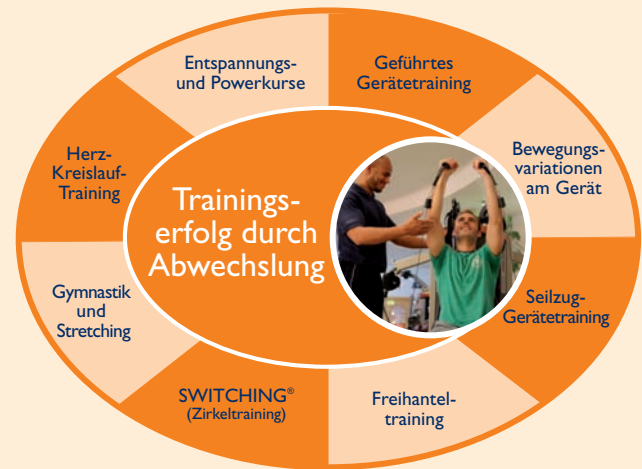 Entspannungs-
und Powerkurse
Geführtes
Gerätetraining
Bewegungs-
variationen
am Gerät
Seilzug-
Gerätetraining
Freihantel-
training
SWITCHING®
(Zirkeltraining)
Gymnastik
und
Stretching
Herz-
Kreislauf-
Training
Trainings-
erfolg durch
Abwechslung